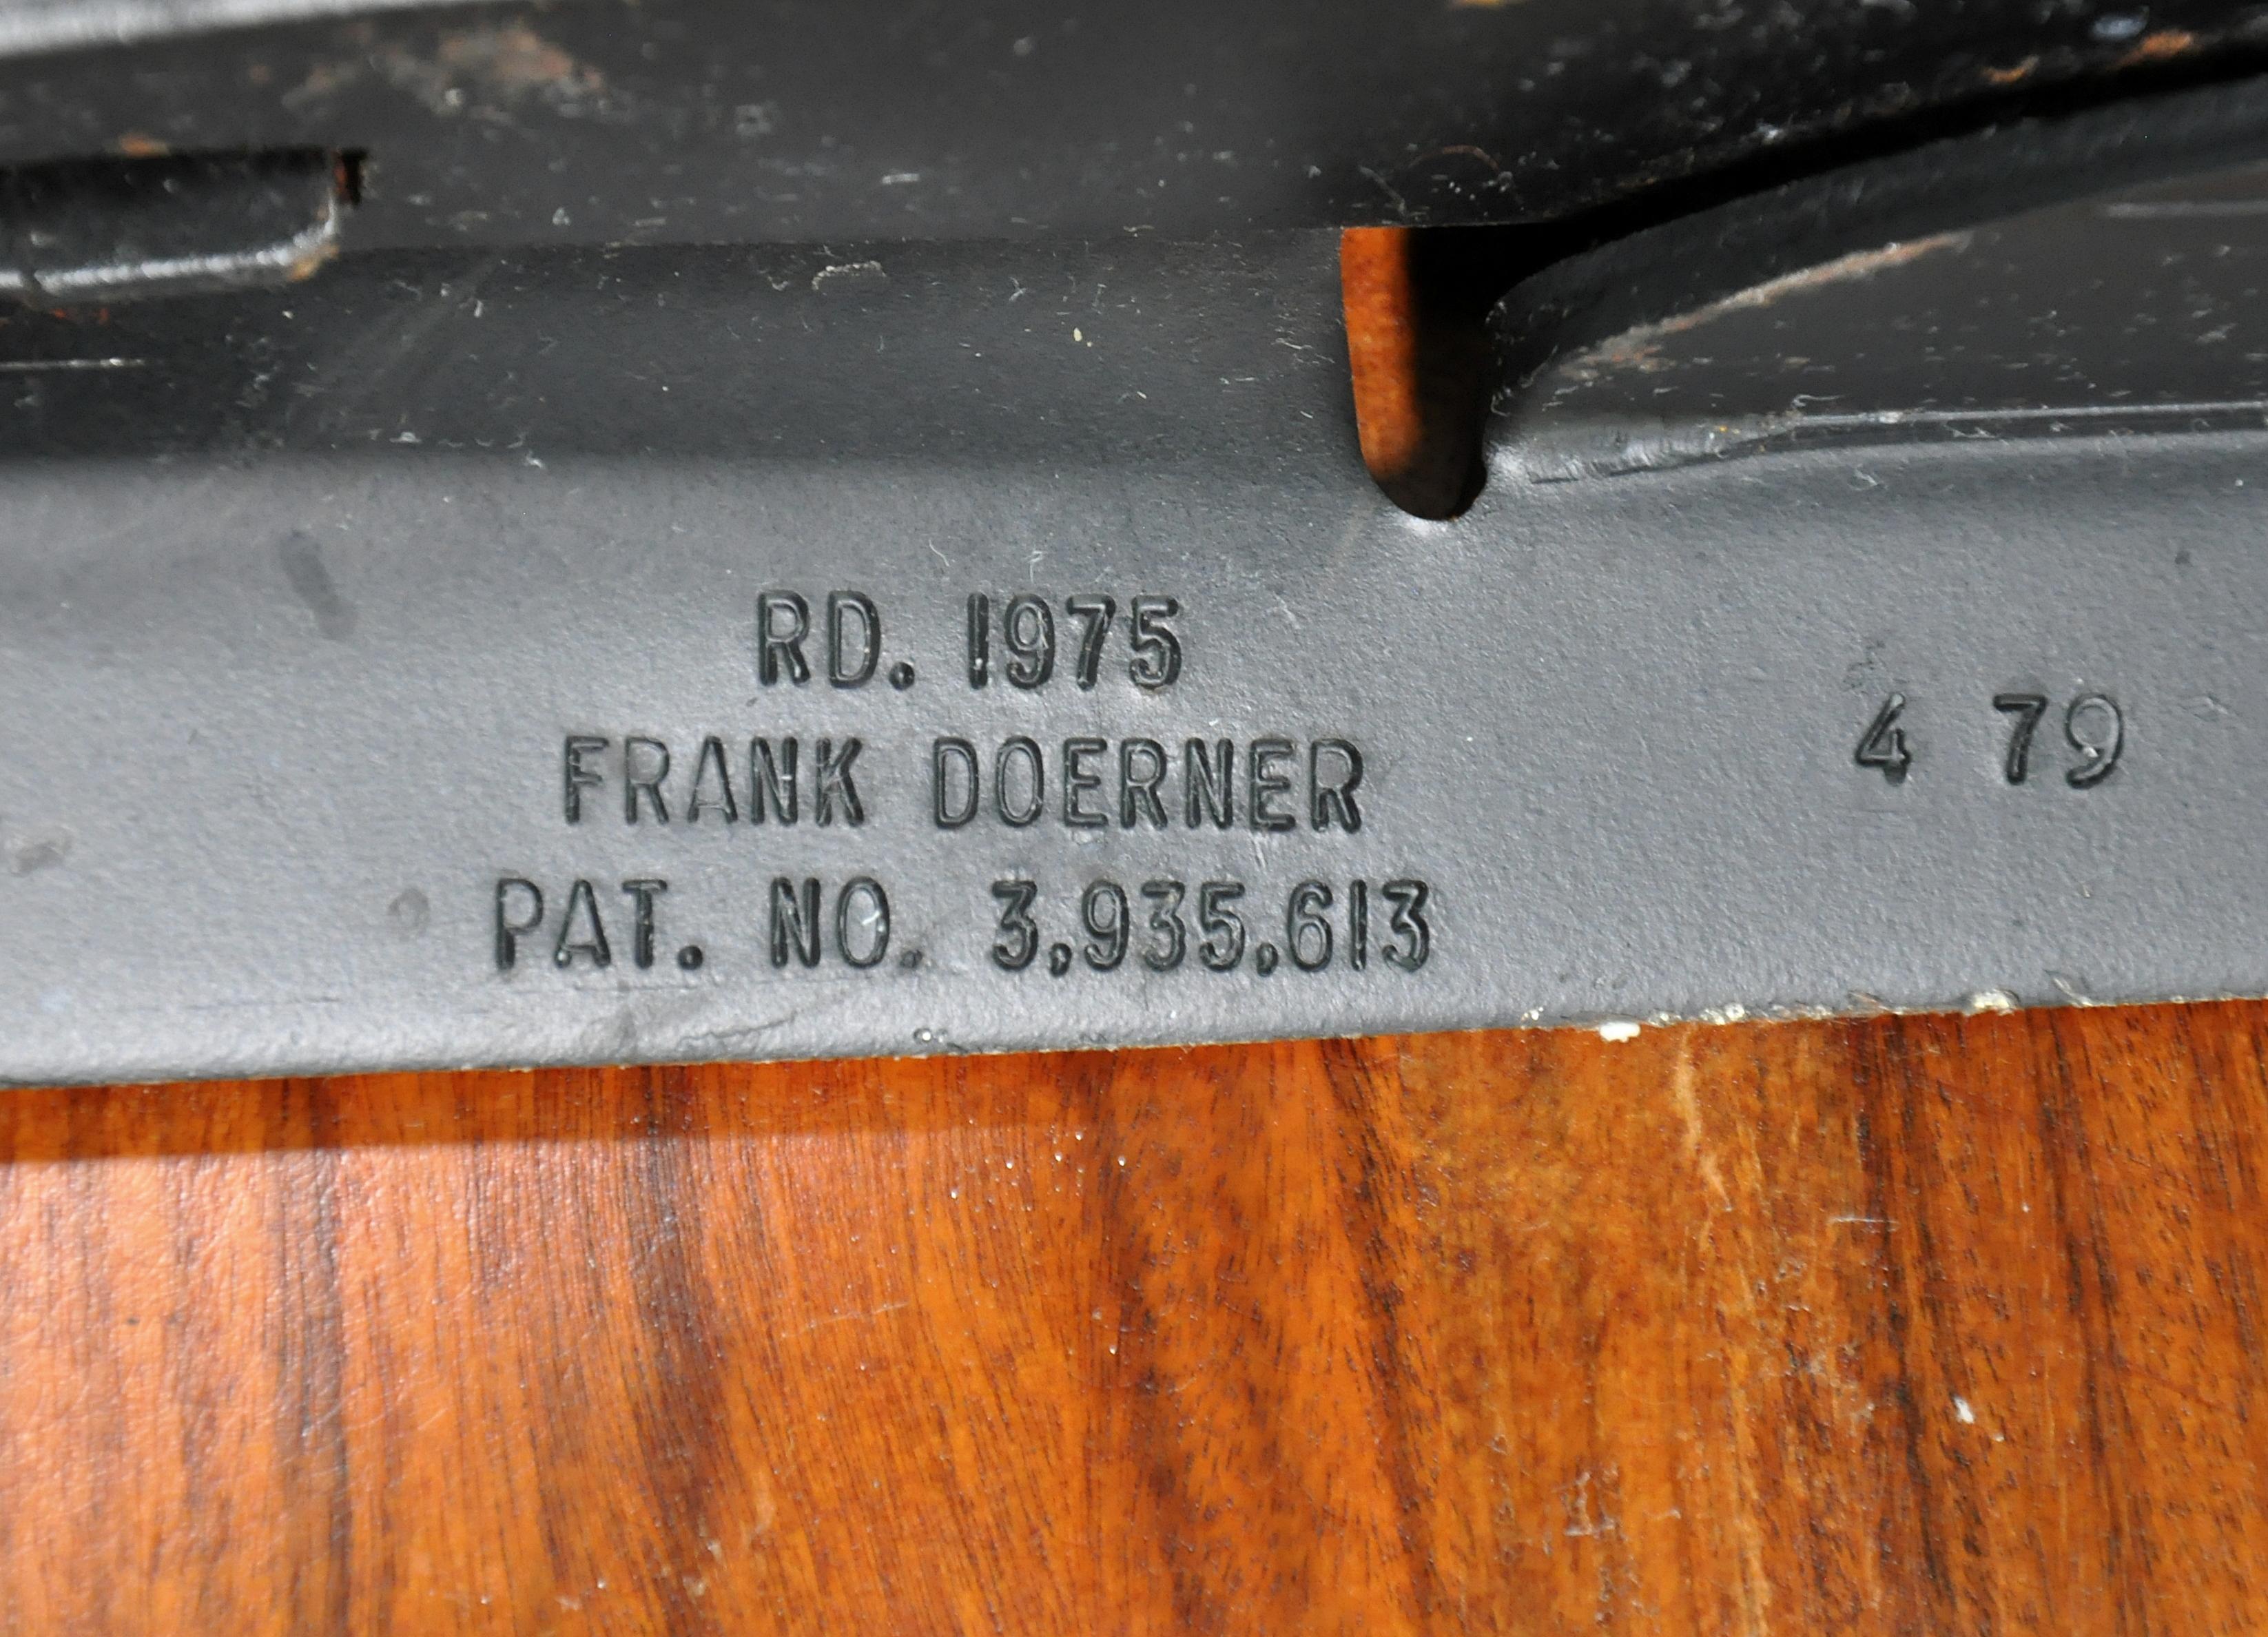 RD. 1975
FRANK DOERNER
PAT. NO. 3,935,613
4 79